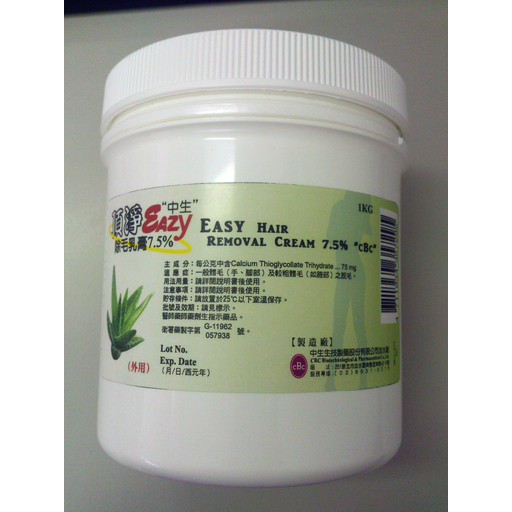 "中生"
淨 EAZY
除毛乳膏7.5%
(外用)
EASY HAIR
REMOVAL CREAM 7.5% "CBC"
1KG
主成分：每公克中含Calcium Thioglycollate Trihydrate ... 75 mg
適應症：一般體毛（手、腳部）及較粗體毛（如腋部）之脫毛。
用法用量：請詳閱說明書後使用。
注意事項：請詳閱說明書後使用。
貯存條件：請放置於25℃以下室溫保存。
批號及效期：請見標示。
醫師藥師藥劑生指示藥品。
衛署藥製字第 G-11962 號。
057938
Lot No.
Exp. Date
(月/日/西元年)
【製造廠】
cBc
中生生技製藥股份有限公司
CBC Biotechnological & Pharmaceutical Co., Ltd.